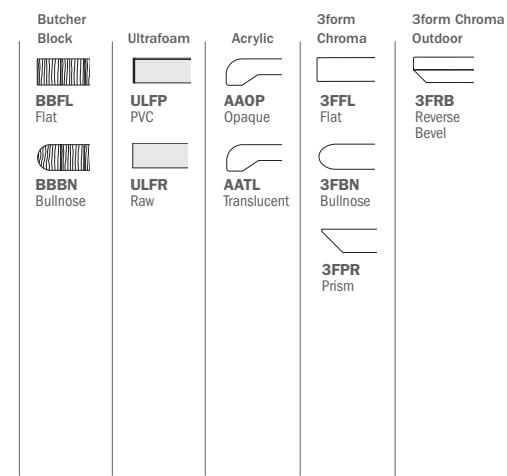 Butcher
Block
BBFL
Flat
BBBN
Bullnose
Ultrafoam
ULFP
PVC
ULFR
Raw
Acrylic
AAOP
Opaque
AATL
Translucent
3form
Chroma
3FFL
Flat
3FBN
Bullnose
3FPR
Prism
3form Chroma
Outdoor
3FRB
Reverse
Bevel